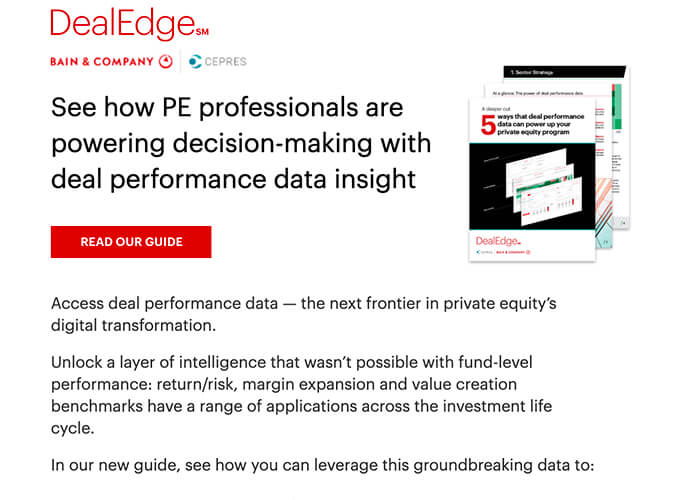 DealEdge℠
BAIN & COMPANY CEPRES
See how PE professionals are
powering decision-making with
deal performance data insight
1. Sector Strategy
At a glance: The power of deal performance data
A deeper cut
5 ways that deal performance
data can power up your
private equity program
DealEdge
CEPRES BAIN & COMPANY
READ OUR GUIDE
Access deal performance data — the next frontier in private equity’s
digital transformation.
Unlock a layer of intelligence that wasn’t possible with fund-level
performance: return/risk, margin expansion and value creation
benchmarks have a range of applications across the investment life
cycle.
In our new guide, see how you can leverage this groundbreaking data to: